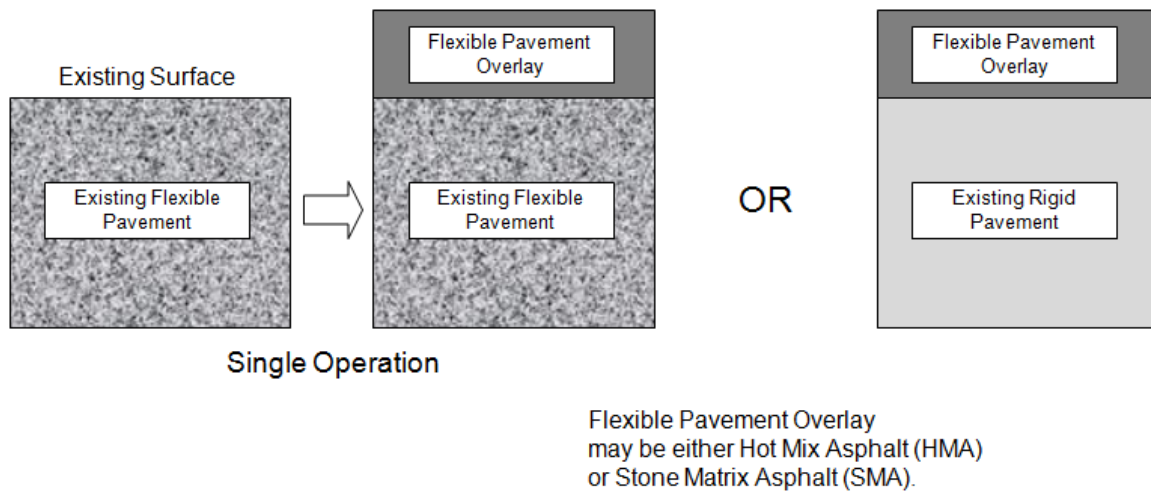 Existing Surface
Existing Flexible
Pavement
Flexible Pavement
Overlay
Existing Flexible
Pavement
Single Operation
OR
Flexible Pavement
Overlay
Existing Rigid
Pavement
Flexible Pavement Overlay
may be either Hot Mix Asphalt (HMA)
or Stone Matrix Asphalt (SMA).